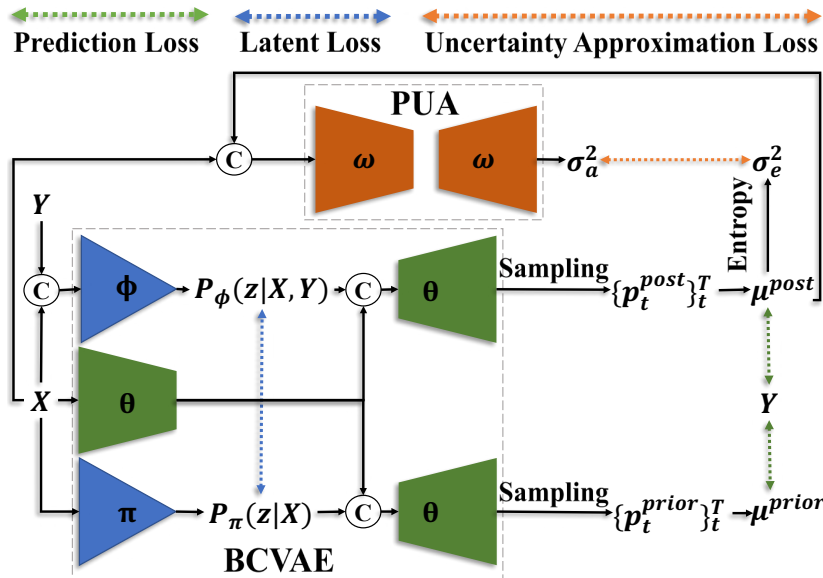 Prediction Loss Latent Loss Uncertainty Approximation Loss
PUA
C ω ω σ_a^2 σ_e^2
Y
Entropy
C ϕ P_ϕ(z|X, Y) C θ Sampling {p_t^{post}}_t^T μ^{post}
X θ Y
π P_π(z|X) C θ Sampling {p_t^{prior}}_t^T μ^{prior}
BCVAE